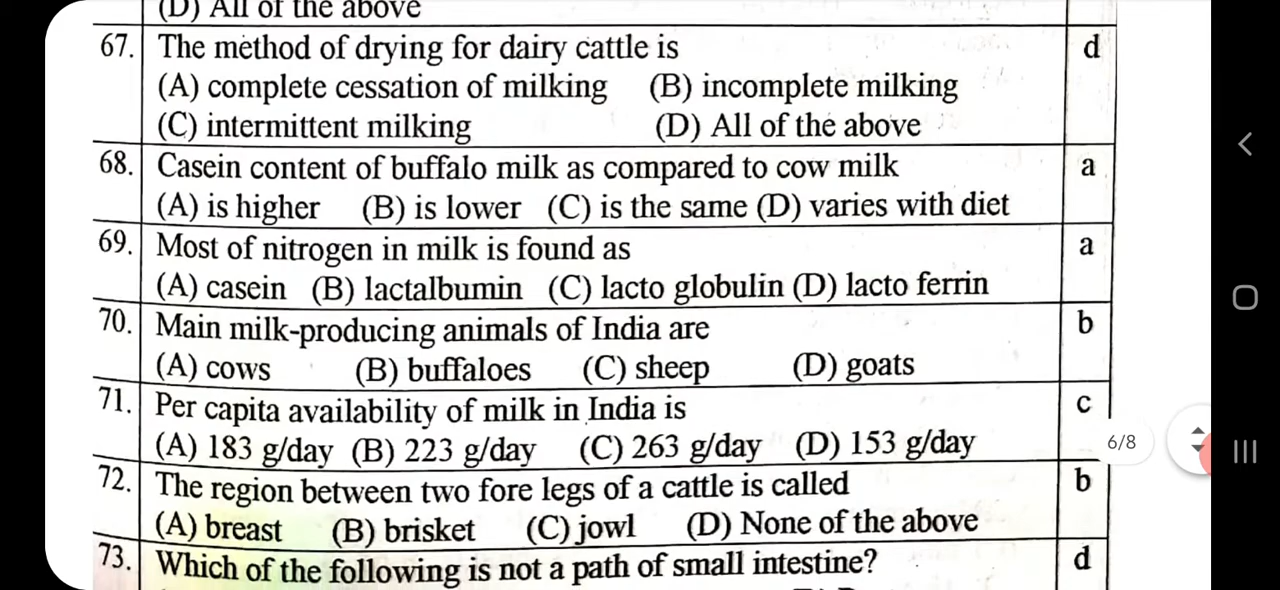 (D) All of the above
67. The method of drying for dairy cattle is d
(A) complete cessation of milking (B) incomplete milking
(C) intermittent milking (D) All of the above
68. Casein content of buffalo milk as compared to cow milk a
(A) is higher (B) is lower (C) is the same (D) varies with diet
69. Most of nitrogen in milk is found as a
(A) casein (B) lactalbumin (C) lacto globulin (D) lacto ferrin
70. Main milk-producing animals of India are b
(A) cows (B) buffaloes (C) sheep (D) goats
71. Per capita availability of milk in India is c
(A) 183 g/day (B) 223 g/day (C) 263 g/day (D) 153 g/day
6/8
72. The region between two fore legs of a cattle is called b
(A) breast (B) brisket (C) jowl (D) None of the above
73. Which of the following is not a path of small intestine? d